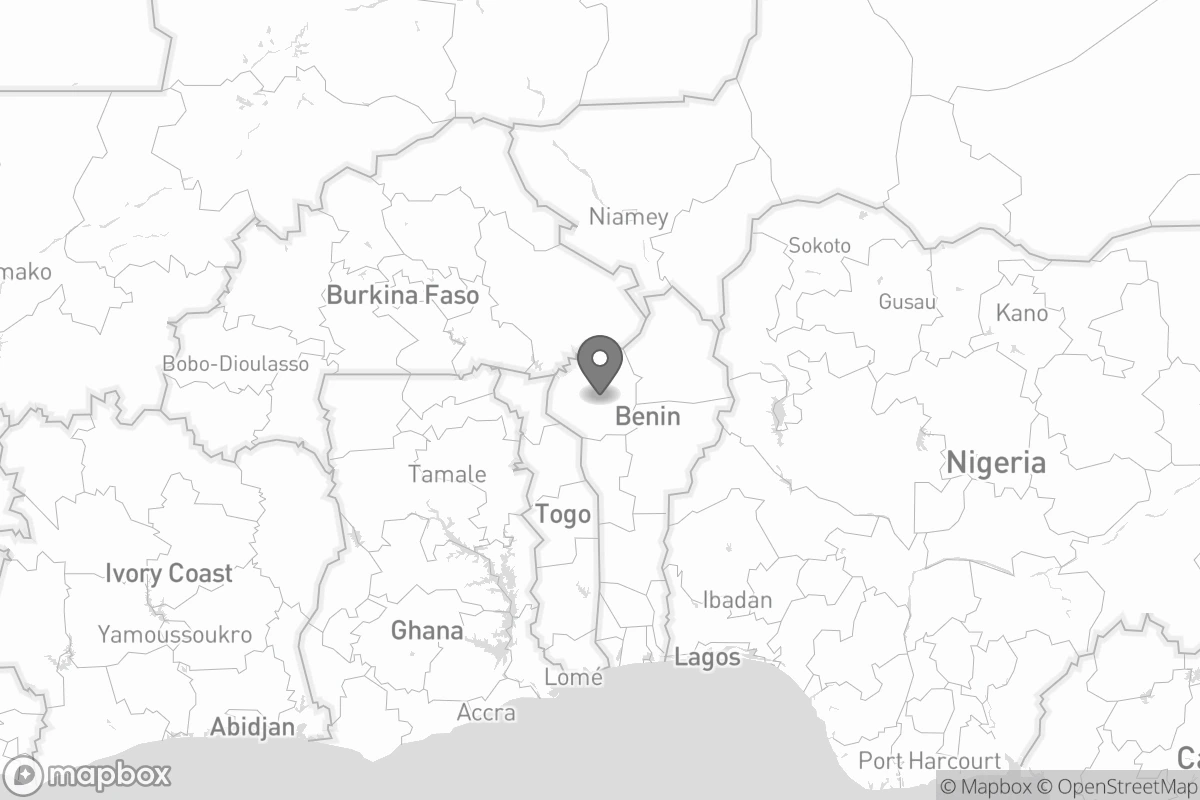 Niamey
Sokoto
mako
Burkina Faso
Gusau
Kano
Bobo-Dioulasso
Benin
Nigeria
Tamale
Togo
Ivory Coast
Ibadan
Ghana
Yamoussoukro
Lagos
Lomé
Accra
Abidjan
Port Harcourt
Ca
mapbox
© Mapbox © OpenStreetMap